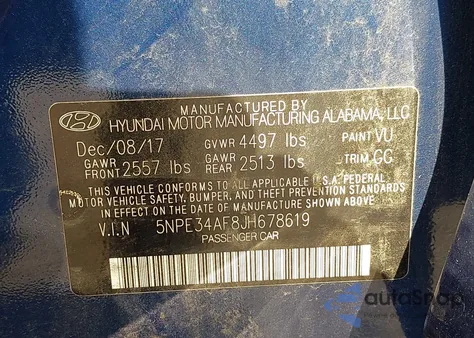 MANUFACTURED BY
HYUNDAI MOTOR MANUFACTURING ALABAMA, LLC
Dec/08/17 GVWR 4497 lbs PAINT VU
GAWR FRONT 2557 lbs GAWR REAR 2513 lbs TRIM GG
THIS VEHICLE CONFORMS TO ALL APPLICABLE U.S.A. FEDERAL
MOTOR VEHICLE SAFETY, BUMPER, AND THEFT PREVENTION STANDARDS
IN EFFECT ON THE DATE OF MANUFACTURE SHOWN ABOVE.
V.I.N 5NPE34AF8JH678619
PASSENGER CAR
autoSnap